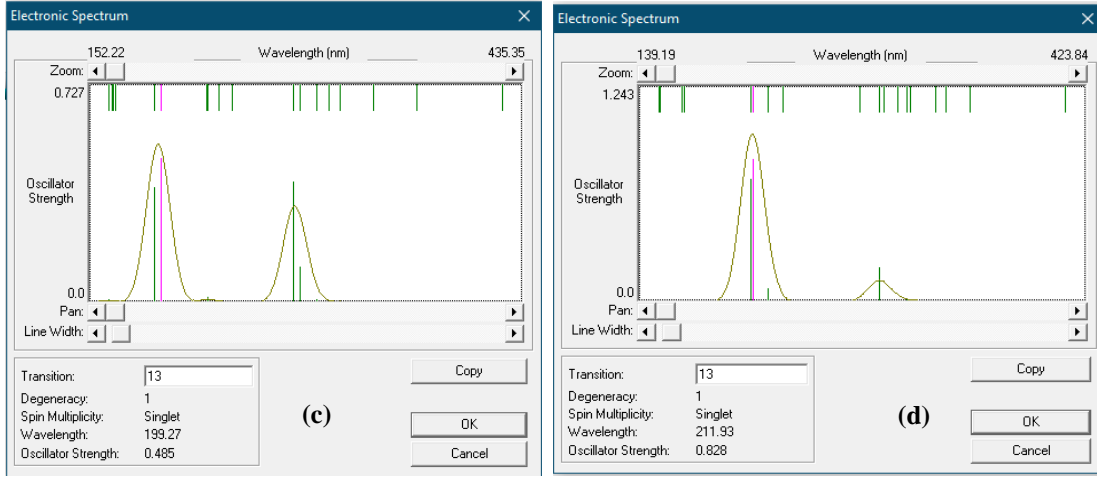 Electronic Spectrum ×
152.22 Wavelength (nm) 435.35
Zoom:
0.727
Oscillator
Strength
0.0
Pan:
Line Width:
Transition: 13
Degeneracy: 1
Spin Multiplicity: Singlet
Wavelength: 199.27
Oscillator Strength: 0.485
(c)
Copy
OK
Cancel
Electronic Spectrum ×
139.19 Wavelength (nm) 423.84
Zoom:
1.243
Oscillator
Strength
0.0
Pan:
Line Width:
Transition: 13
Degeneracy: 1
Spin Multiplicity: Singlet
Wavelength: 211.93
Oscillator Strength: 0.828
(d)
Copy
OK
Cancel